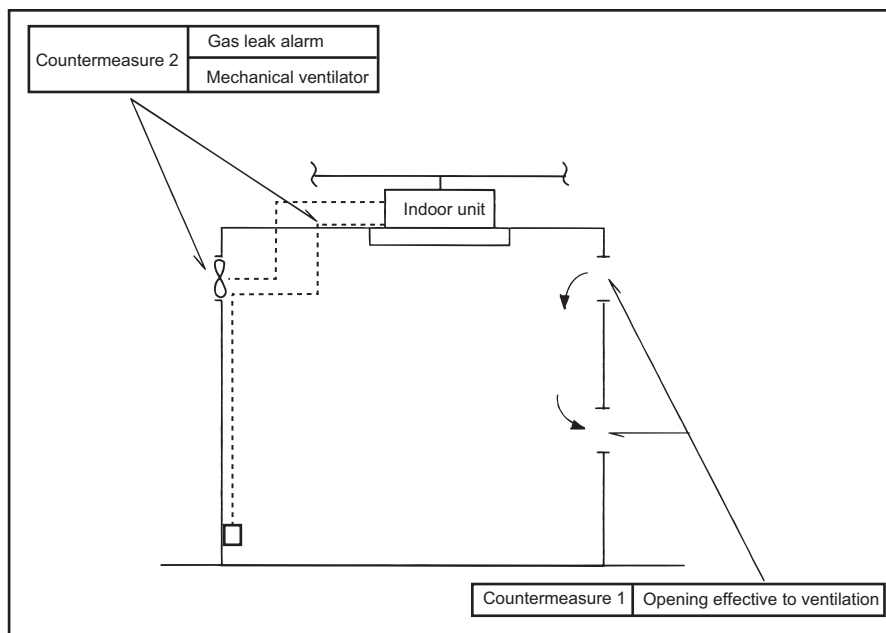 Countermeasure 2
Gas leak alarm
Mechanical ventilator
Indoor unit
Countermeasure 1
Opening effective to ventilation